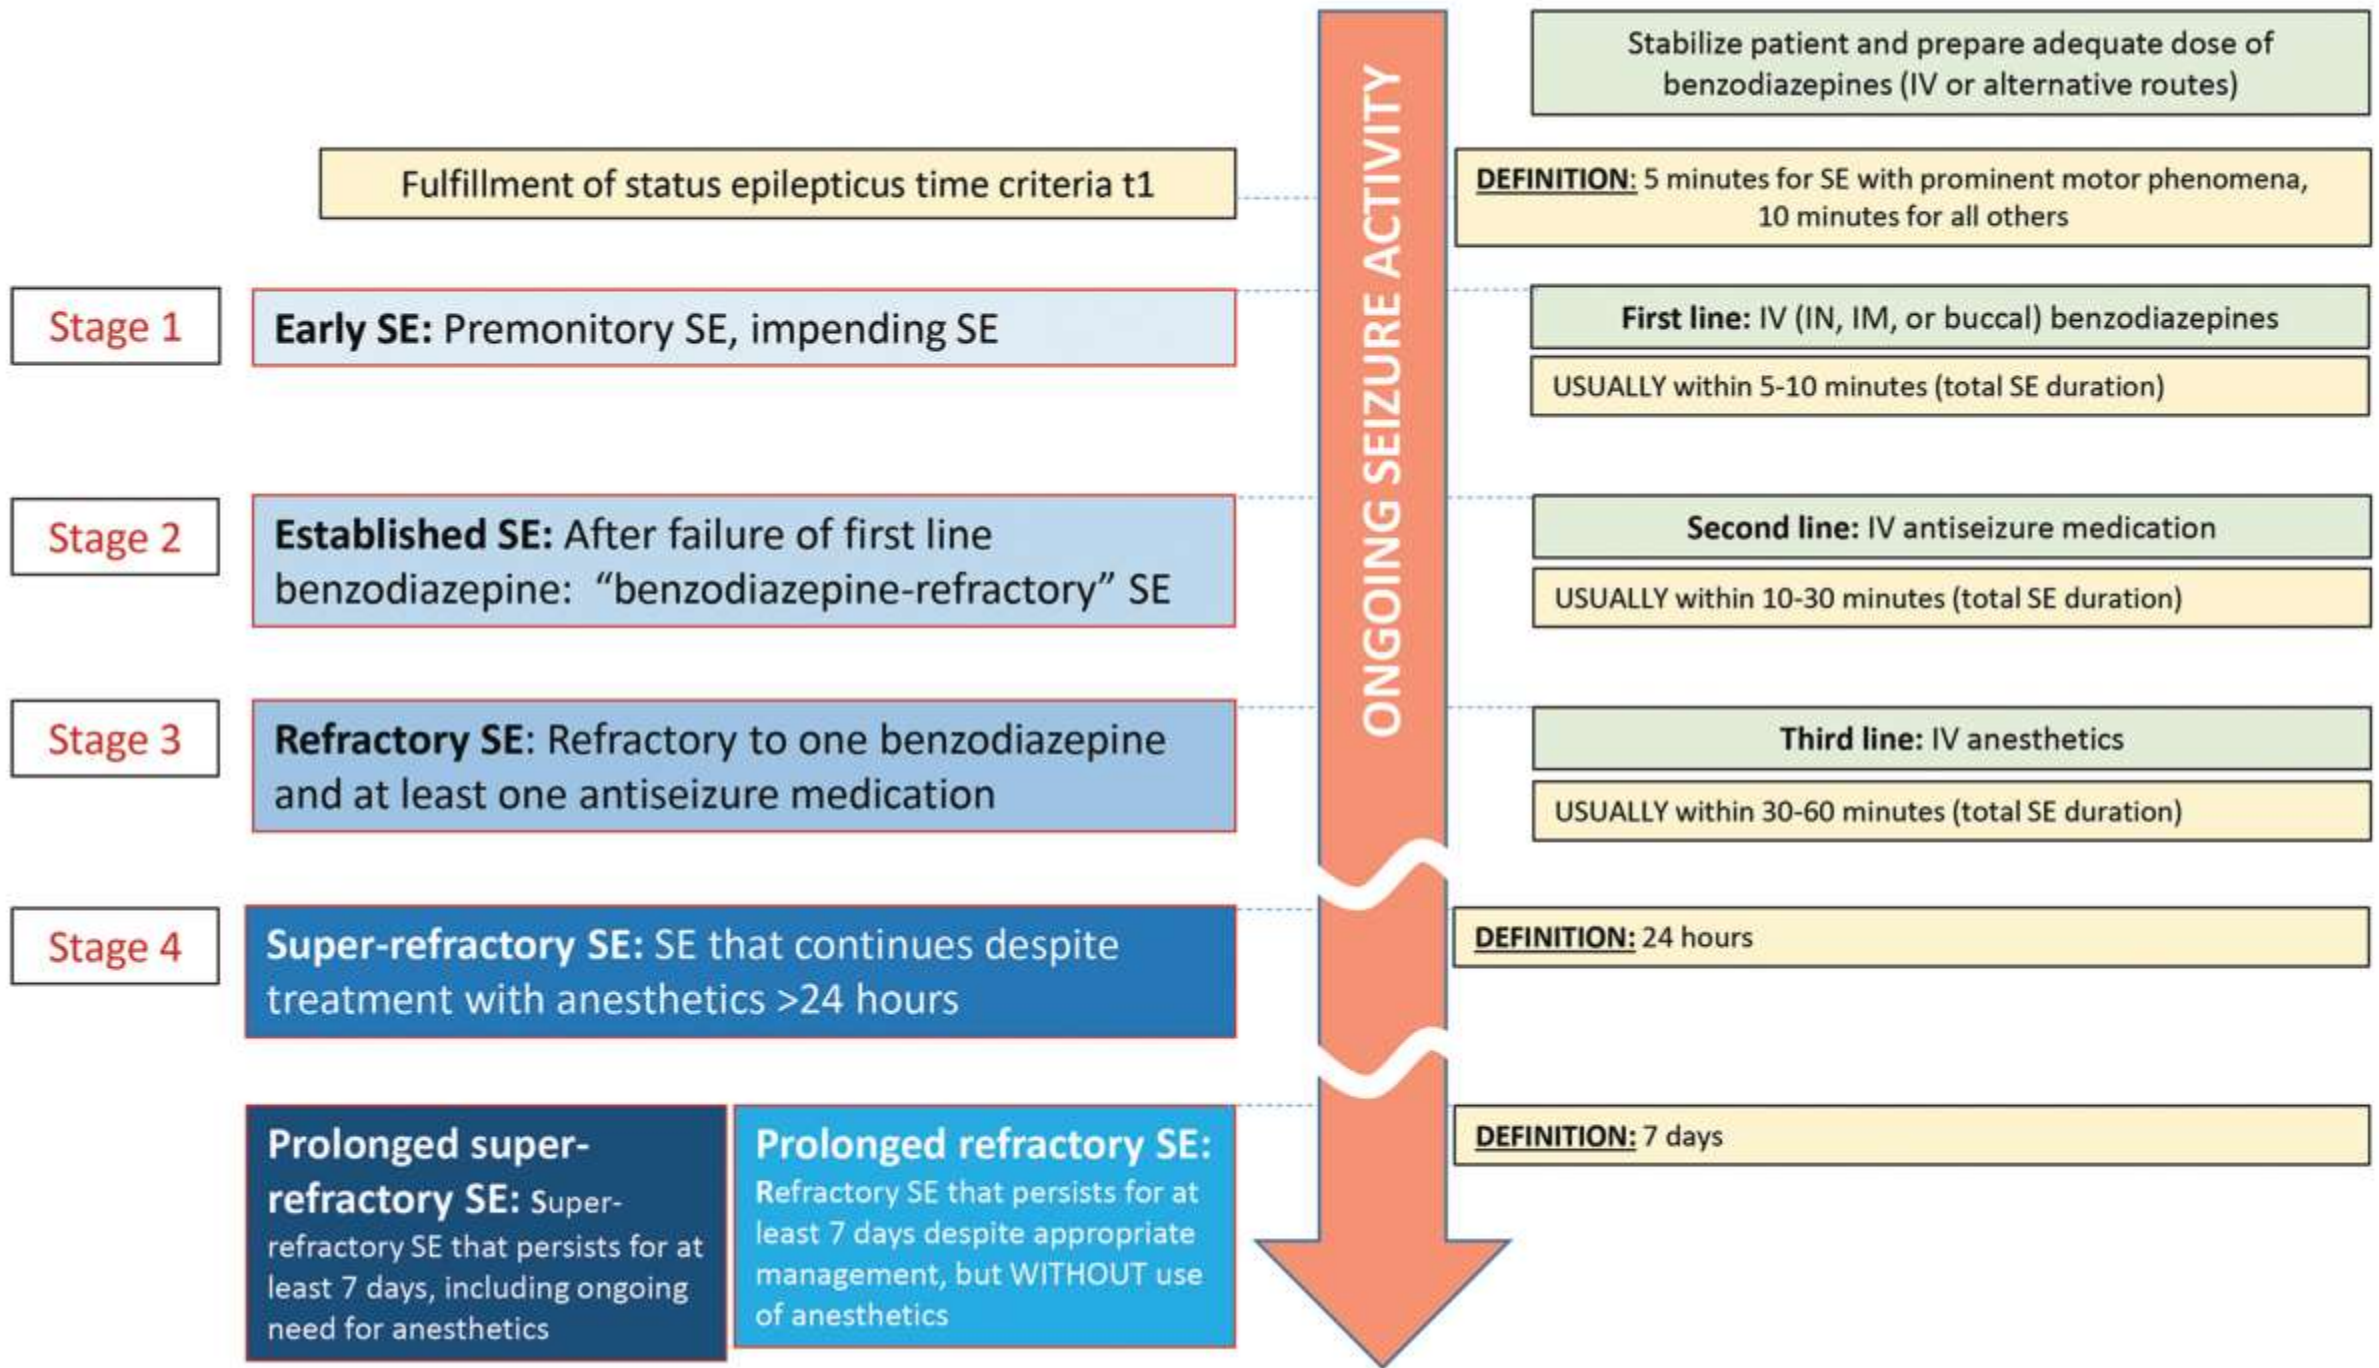 Stabilize patient and prepare adequate dose of
benzodiazepines (IV or alternative routes)
Fulfillment of status epilepticus time criteria t1
DEFINITION: 5 minutes for SE with prominent motor phenomena,
10 minutes for all others
ONGOING SEIZURE ACTIVITY
Stage 1
Early SE: Premonitory SE, impending SE
First line: IV (IN, IM, or buccal) benzodiazepines
USUALLY within 5-10 minutes (total SE duration)
Stage 2
Established SE: After failure of first line
benzodiazepine: “benzodiazepine-refractory” SE
Second line: IV antiseizure medication
USUALLY within 10-30 minutes (total SE duration)
Stage 3
Refractory SE: Refractory to one benzodiazepine
and at least one antiseizure medication
Third line: IV anesthetics
USUALLY within 30-60 minutes (total SE duration)
Stage 4
Super-refractory SE: SE that continues despite
treatment with anesthetics >24 hours
DEFINITION: 24 hours
Prolonged super-
refractory SE: Super-
refractory SE that persists for at
least 7 days, including ongoing
need for anesthetics
Prolonged refractory SE:
Refractory SE that persists for at
least 7 days despite appropriate
management, but WITHOUT use
of anesthetics
DEFINITION: 7 days